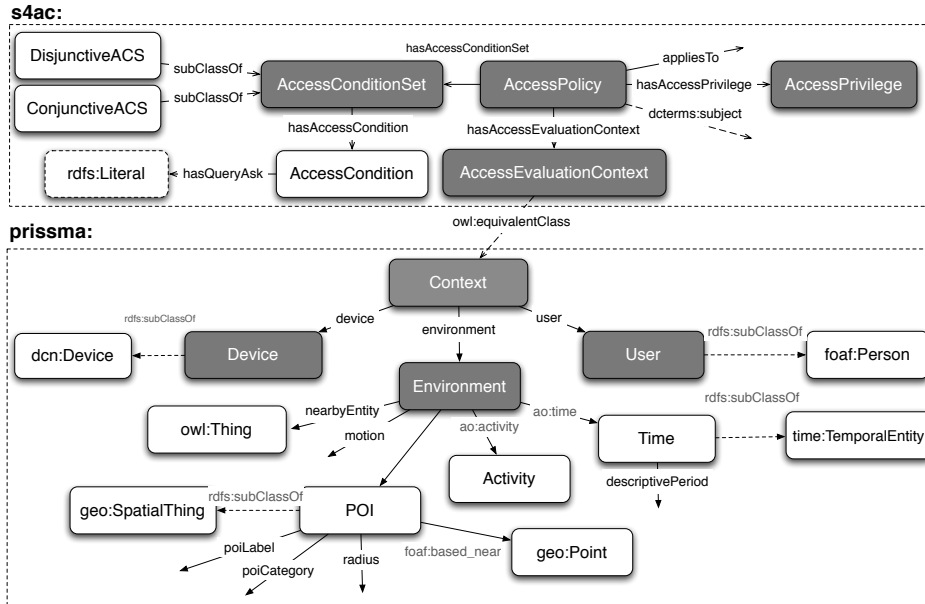 s4ac:
DisjunctiveACS
subClassOf
ConjunctiveACS
subClassOf
AccessConditionSet
hasAccessConditionSet
AccessPolicy
appliesTo
hasAccessPrivilege
AccessPrivilege
dcterms:subject
hasAccessCondition
hasAccessEvaluationContext
rdfs:Literal
hasQueryAsk
AccessCondition
AccessEvaluationContext
owl:equivalentClass
prissma:
Context
device
environment
user
dcn:Device
rdfs:subClassOf
Device
User
rdfs:subClassOf
foaf:Person
Environment
owl:Thing
nearbyEntity
motion
ao:activity
ao:time
Time
rdfs:subClassOf
time:TemporalEntity
Activity
descriptivePeriod
geo:SpatialThing
rdfs:subClassOf
POI
poiLabel
poiCategory
radius
foaf:based_near
geo:Point